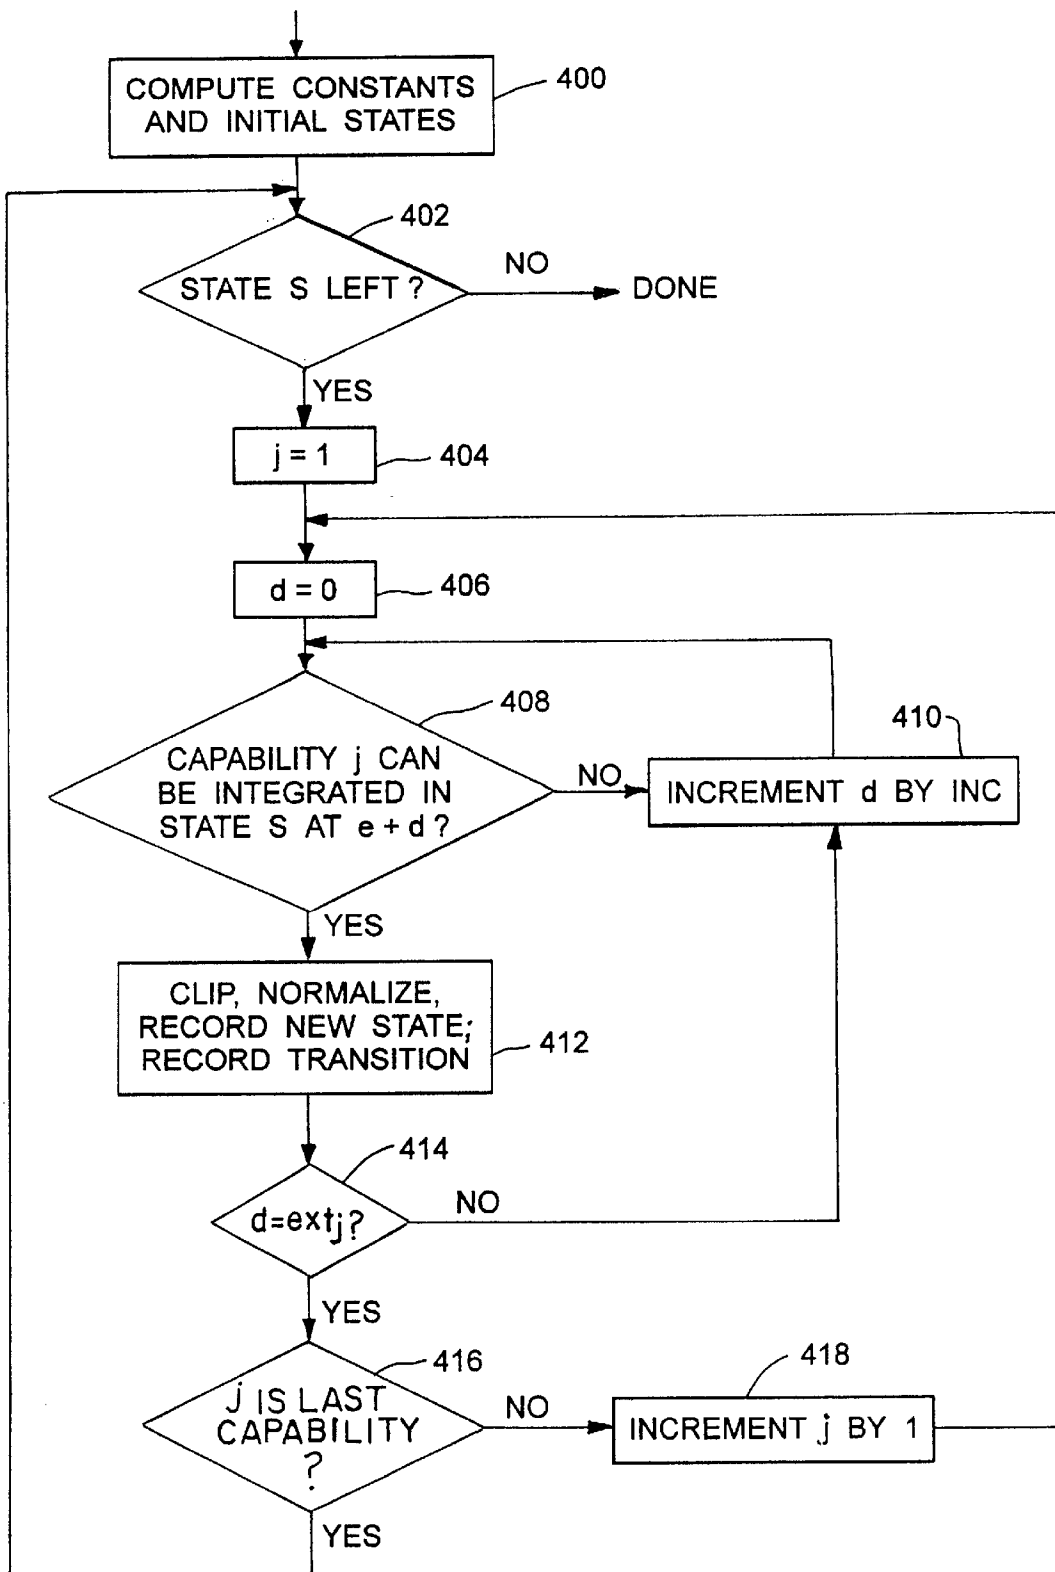 COMPUTE CONSTANTS
AND INITIAL STATES
400
402
STATE S LEFT?
NO
DONE
YES
j = 1
404
d = 0
406
408
CAPABILITY j CAN
BE INTEGRATED IN
STATE S AT e + d?
NO
410
INCREMENT d BY INC
YES
CLIP, NORMALIZE,
RECORD NEW STATE;
RECORD TRANSITION
412
414
d=extj?
NO
YES
416
J IS LAST
CAPABILITY
?
NO
418
INCREMENT j BY 1
YES